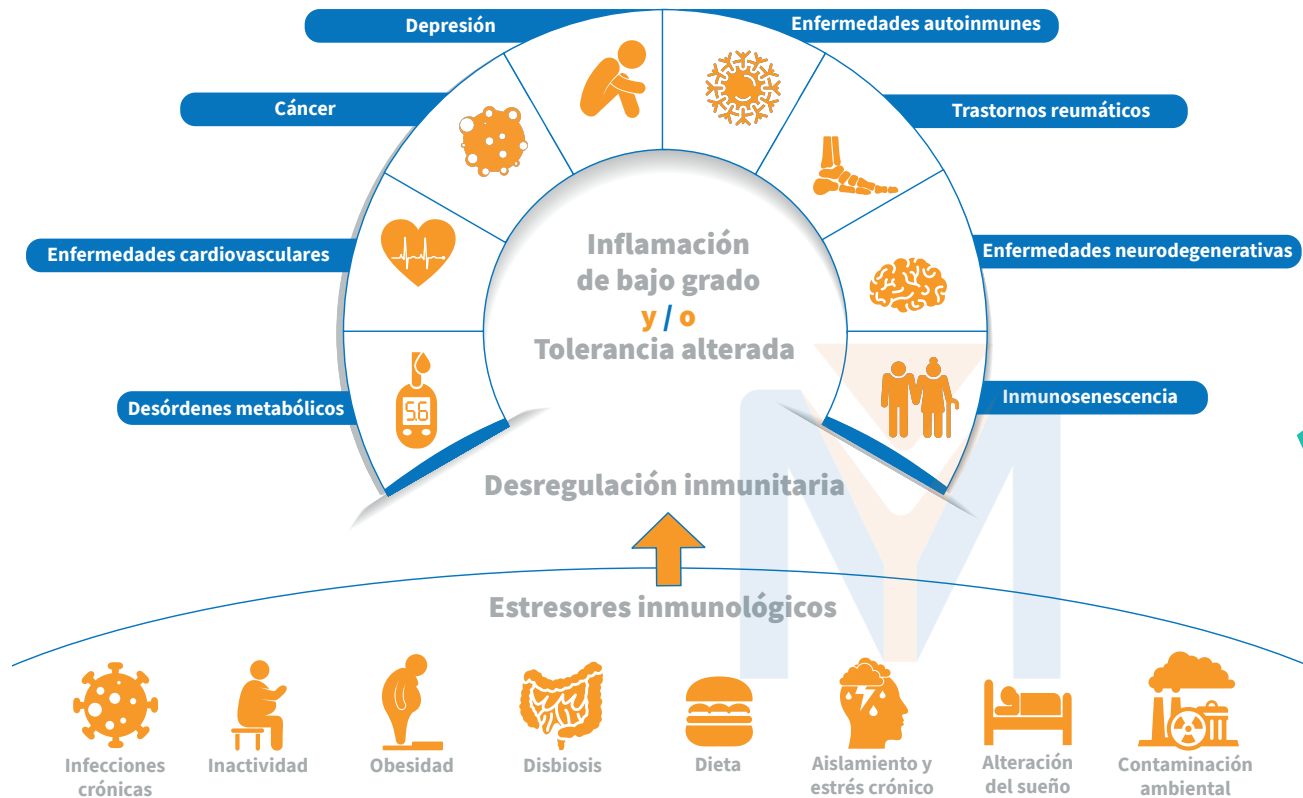 Depresión
Enfermedades autoinmunes
Cáncer
Trastornos reumáticos
Enfermedades cardiovasculares
Enfermedades neurodegenerativas
Desórdenes metabólicos
Inmunosenescencia
5.6
Inflamación
de bajo grado
y / o
Tolerancia alterada
Desregulación inmunitaria
Estresores inmunológicos
Infecciones
crónicas
Inactividad
Obesidad
Disbiosis
Dieta
Aislamiento y
estrés crónico
Alteración
del sueño
Contaminación
ambiental